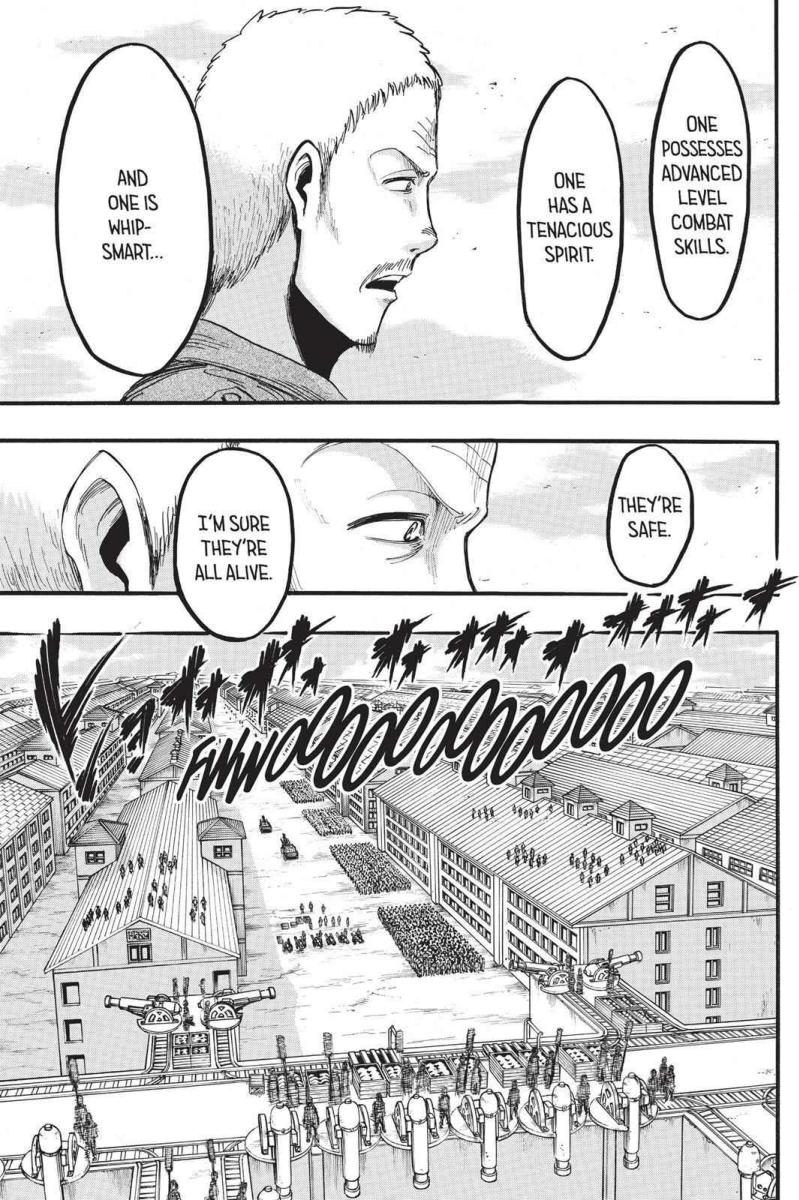 ONE
POSSESSES
ADVANCED
LEVEL
COMBAT
SKILLS.
ONE
HAS A
TENACIOUS
SPIRIT.
AND
ONE IS
WHIP-
SMART...
THEY'RE
SAFE.
I'M SURE
THEY'RE
ALL ALIVE.